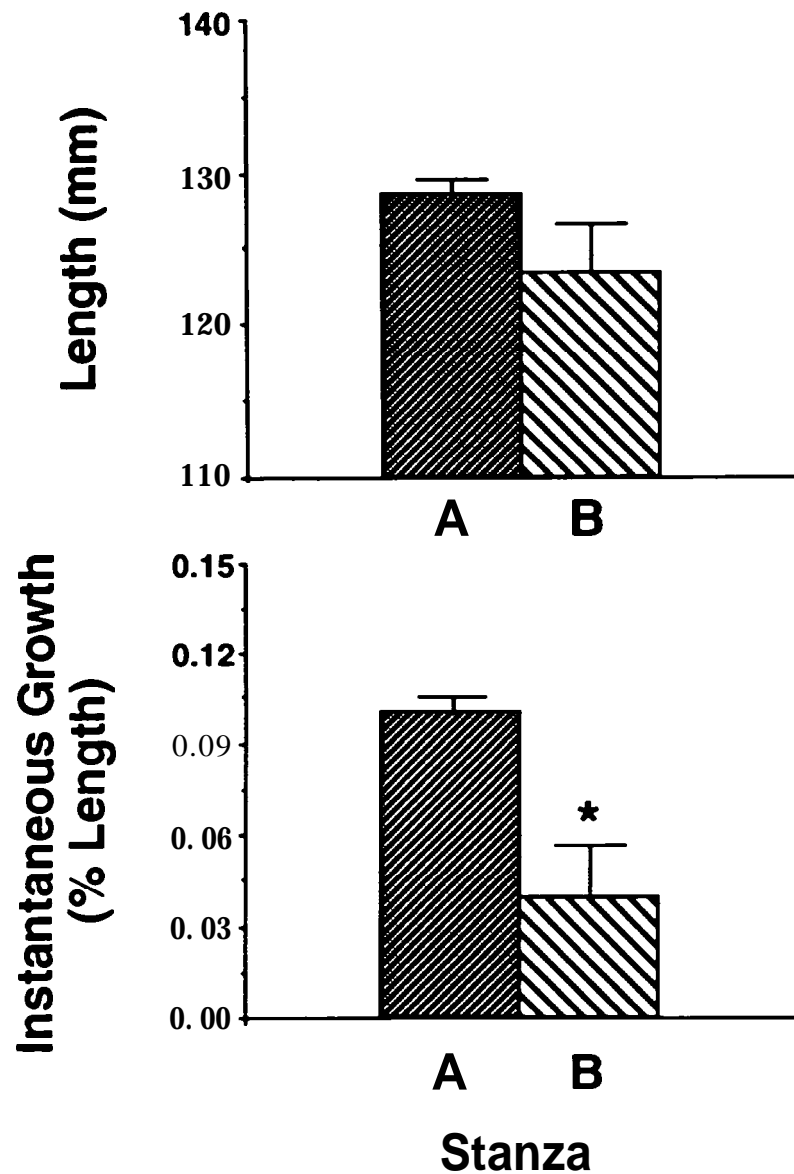 Length (mm)
140
130
120
110
A B
Instantaneous Growth
(% Length)
0.15
0.12
0.09
0.06
0.03
0.00
*
A B
Stanza